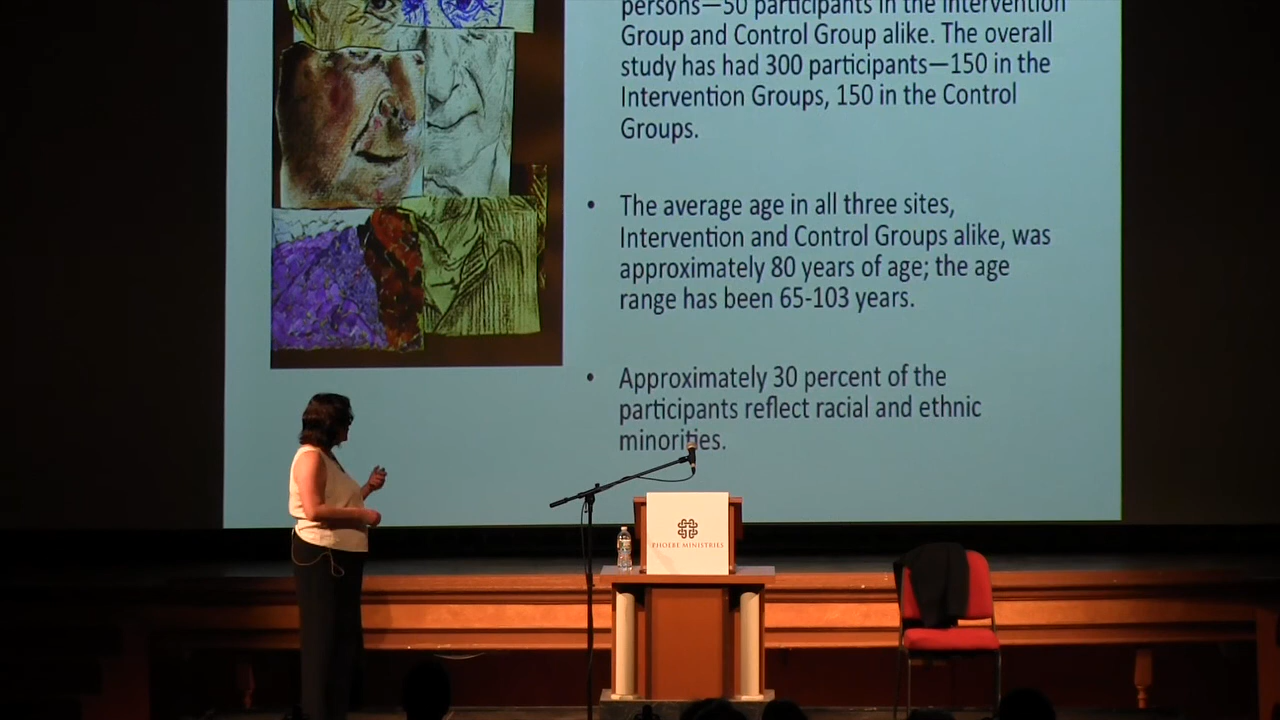 persons—50 participants in the Intervention
Group and Control Group alike. The overall
study has had 300 participants—150 in the
Intervention Groups, 150 in the Control
Groups.
• The average age in all three sites,
Intervention and Control Groups alike, was
approximately 80 years of age; the age
range has been 65-103 years.
• Approximately 30 percent of the
participants reflect racial and ethnic
minorities.
PHOEBE MINISTRIES